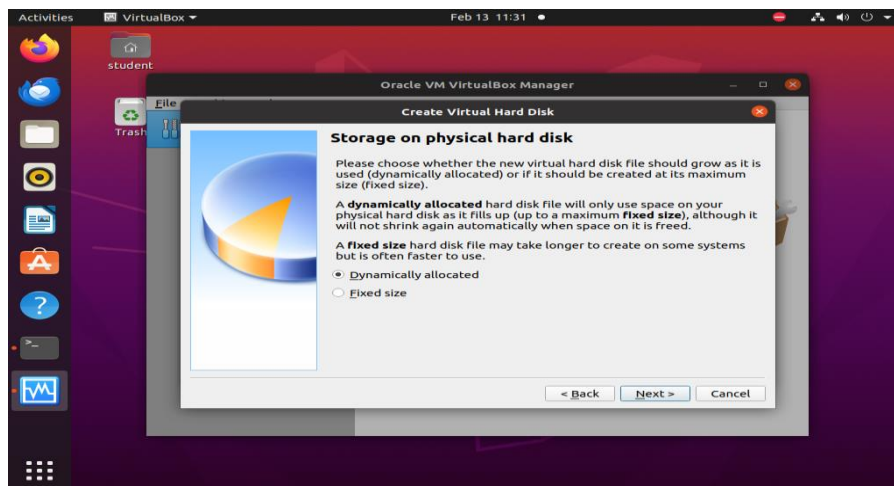 Activities VirtualBox Feb 13 11:31
student
Oracle VM VirtualBox Manager
File
Create Virtual Hard Disk
Trash
Storage on physical hard disk
Please choose whether the new virtual hard disk file should grow as it is
used (dynamically allocated) or if it should be created at its maximum
size (fixed size).
A dynamically allocated hard disk file will only use space on your
physical hard disk as it fills up (up to a maximum fixed size), although it
will not shrink again automatically when space on it is freed.
A fixed size hard disk file may take longer to create on some systems
but is often faster to use.
Dynamically allocated
Fixed size
< Back Next > Cancel